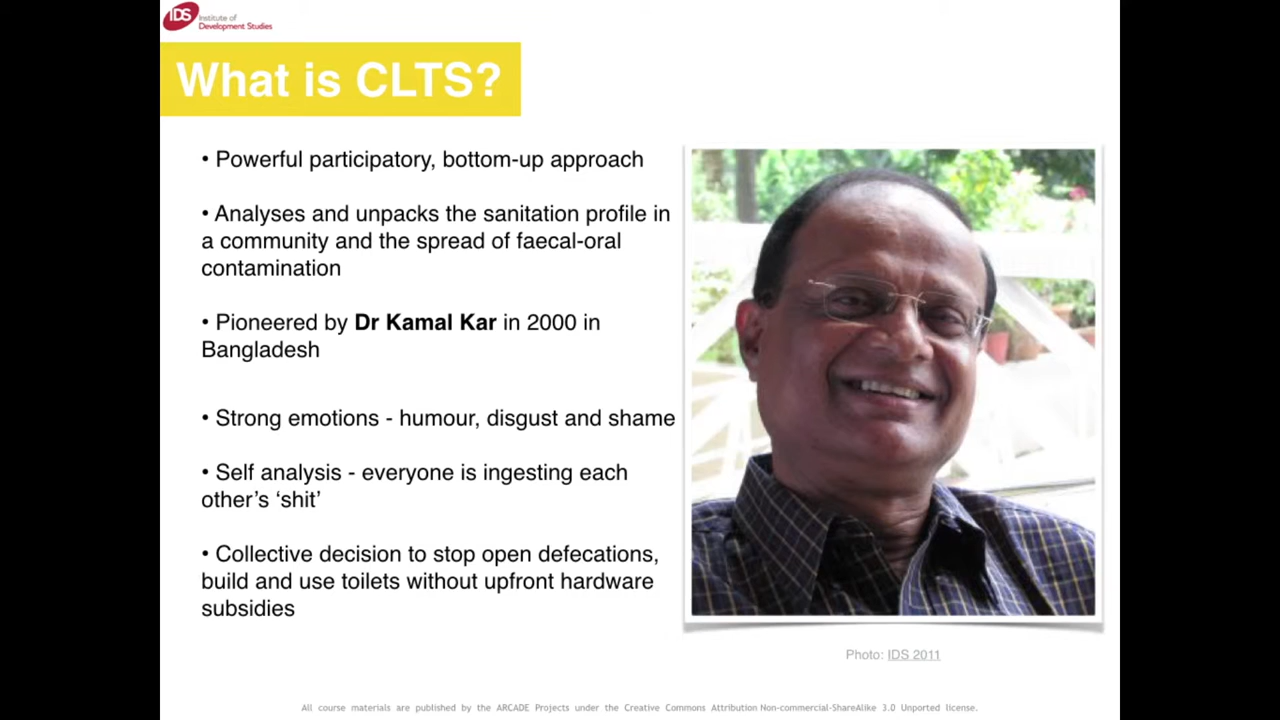 IDS Institute of
Development Studies
What is CLTS?
• Powerful participatory, bottom-up approach
• Analyses and unpacks the sanitation profile in
a community and the spread of faecal-oral
contamination
• Pioneered by Dr Kamal Kar in 2000 in
Bangladesh
• Strong emotions - humour, disgust and shame
• Self analysis - everyone is ingesting each
other’s ‘shit’
• Collective decision to stop open defecations,
build and use toilets without upfront hardware
subsidies
Photo: IDS 2011
All course materials are published by the ARCADE Projects under the Creative Commons Attribution Non-commercial-ShareAlike 3.0 Unported license.